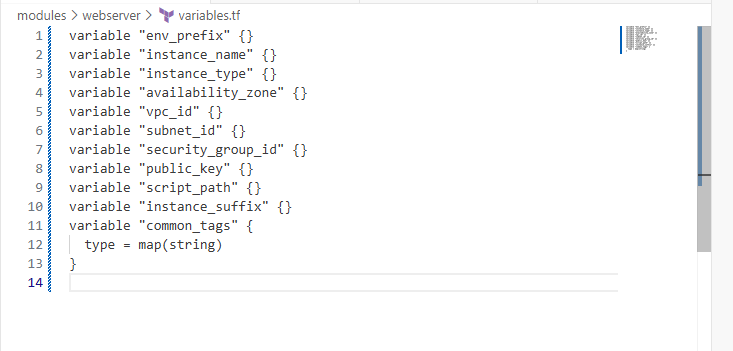 modules > webserver > variables.tf
1 variable "env_prefix" {}
2 variable "instance_name" {}
3 variable "instance_type" {}
4 variable "availability_zone" {}
5 variable "vpc_id" {}
6 variable "subnet_id" {}
7 variable "security_group_id" {}
8 variable "public_key" {}
9 variable "script_path" {}
10 variable "instance_suffix" {}
11 variable "common_tags" {
12   type = map(string)
13 }
14